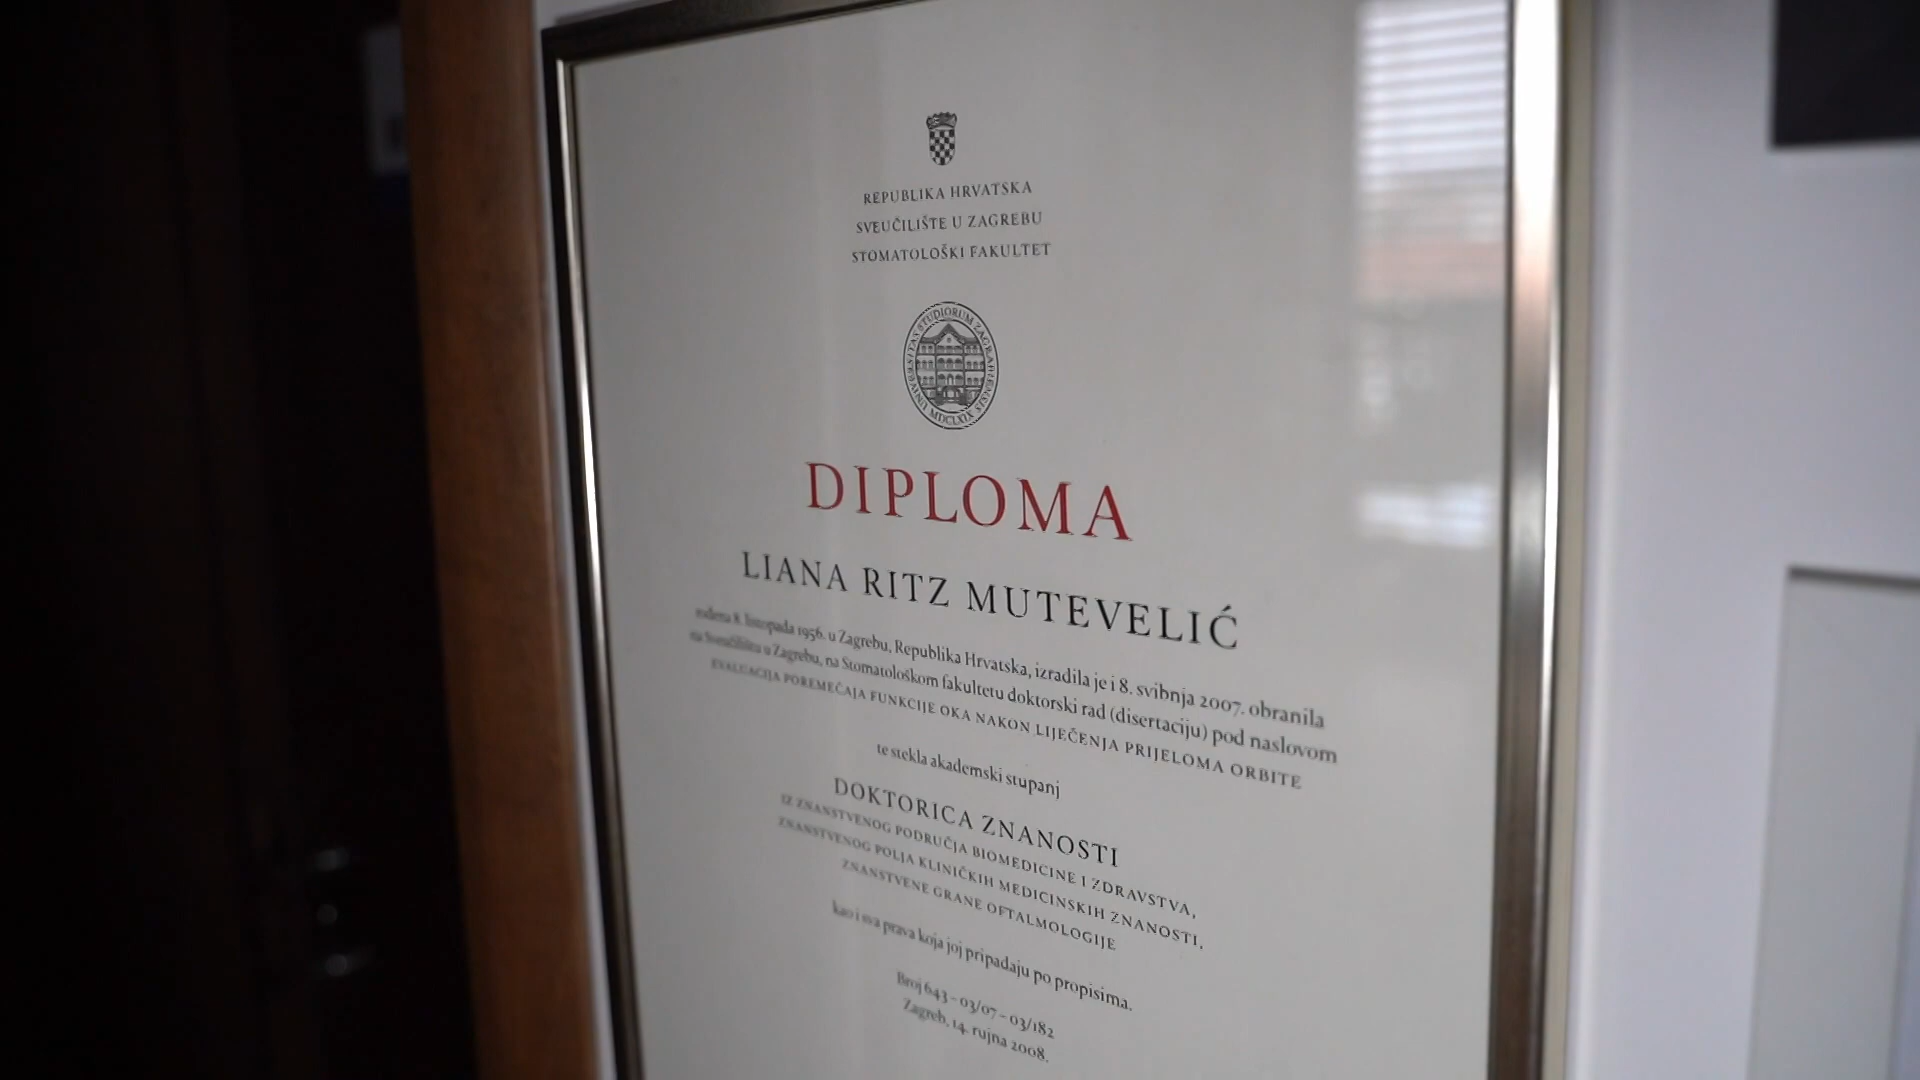 REPUBLIKA HRVATSKA
SVEUČILIŠTE U ZAGREBU
STOMATOLOŠKI FAKULTET
UNIVERSITAS STUDIORUM ZAGRABIENSIS MDCLXIX
DIPLOMA
LIANA RITZ MUTEVELIĆ
rođena 8. listopada 1956. u Zagrebu, Republika Hrvatska, izradila je i 8. svibnja 2007. obranila
na Sveučilištu u Zagrebu, na Stomatološkom fakultetu doktorski rad (disertaciju) pod naslovom
EVALUACIJA POREMEĆAJA FUNKCIJE OKA NAKON LIJEČENJA PRIJELOMA ORBITE
te stekla akademski stupanj
DOKTORICA ZNANOSTI
IZ ZNANSTVENOG PODRUČJA BIOMEDICINE I ZDRAVSTVA,
ZNANSTVENOG POLJA KLINIČKIH MEDICINSKIH ZNANOSTI,
ZNANSTVENE GRANE OFTALMOLOGIJE
kao i sva prava koja joj pripadaju po propisima.
Broj 643 - 03/07 - 03/182
Zagreb, 14. rujna 2008.